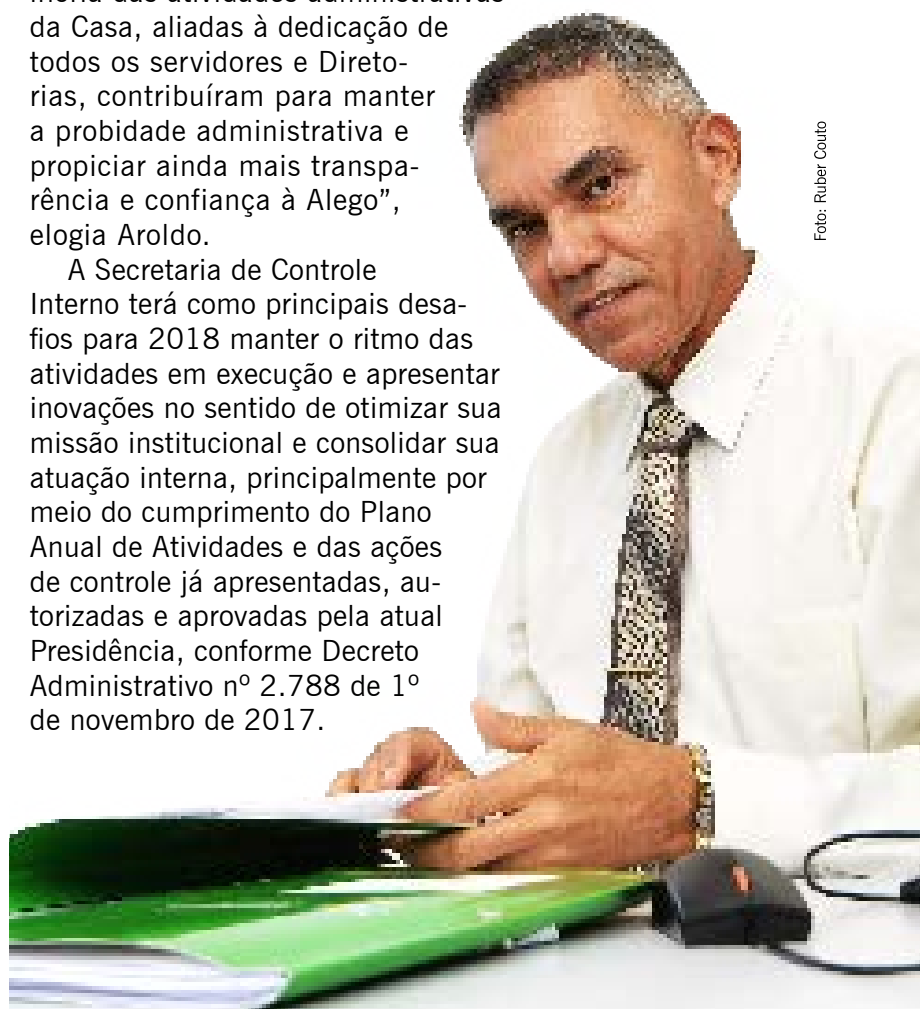 da Casa, aliadas à dedicação de
todos os servidores e Direto-
rias, contribuíram para manter
a probidade administrativa e
propiciar ainda mais transpa-
rência e confiança à Alego”,
elogia Aroldo.
A Secretaria de Controle
Interno terá como principais desa-
fios para 2018 manter o ritmo das
atividades em execução e apresentar
inovações no sentido de otimizar sua
missão institucional e consolidar sua
atuação interna, principalmente por
meio do cumprimento do Plano
Anual de Atividades e das ações
de controle já apresentadas, au-
torizadas e aprovadas pela atual
Presidência, conforme Decreto
Administrativo nº 2.788 de 1º
de novembro de 2017.
Foto: Ruber Couto